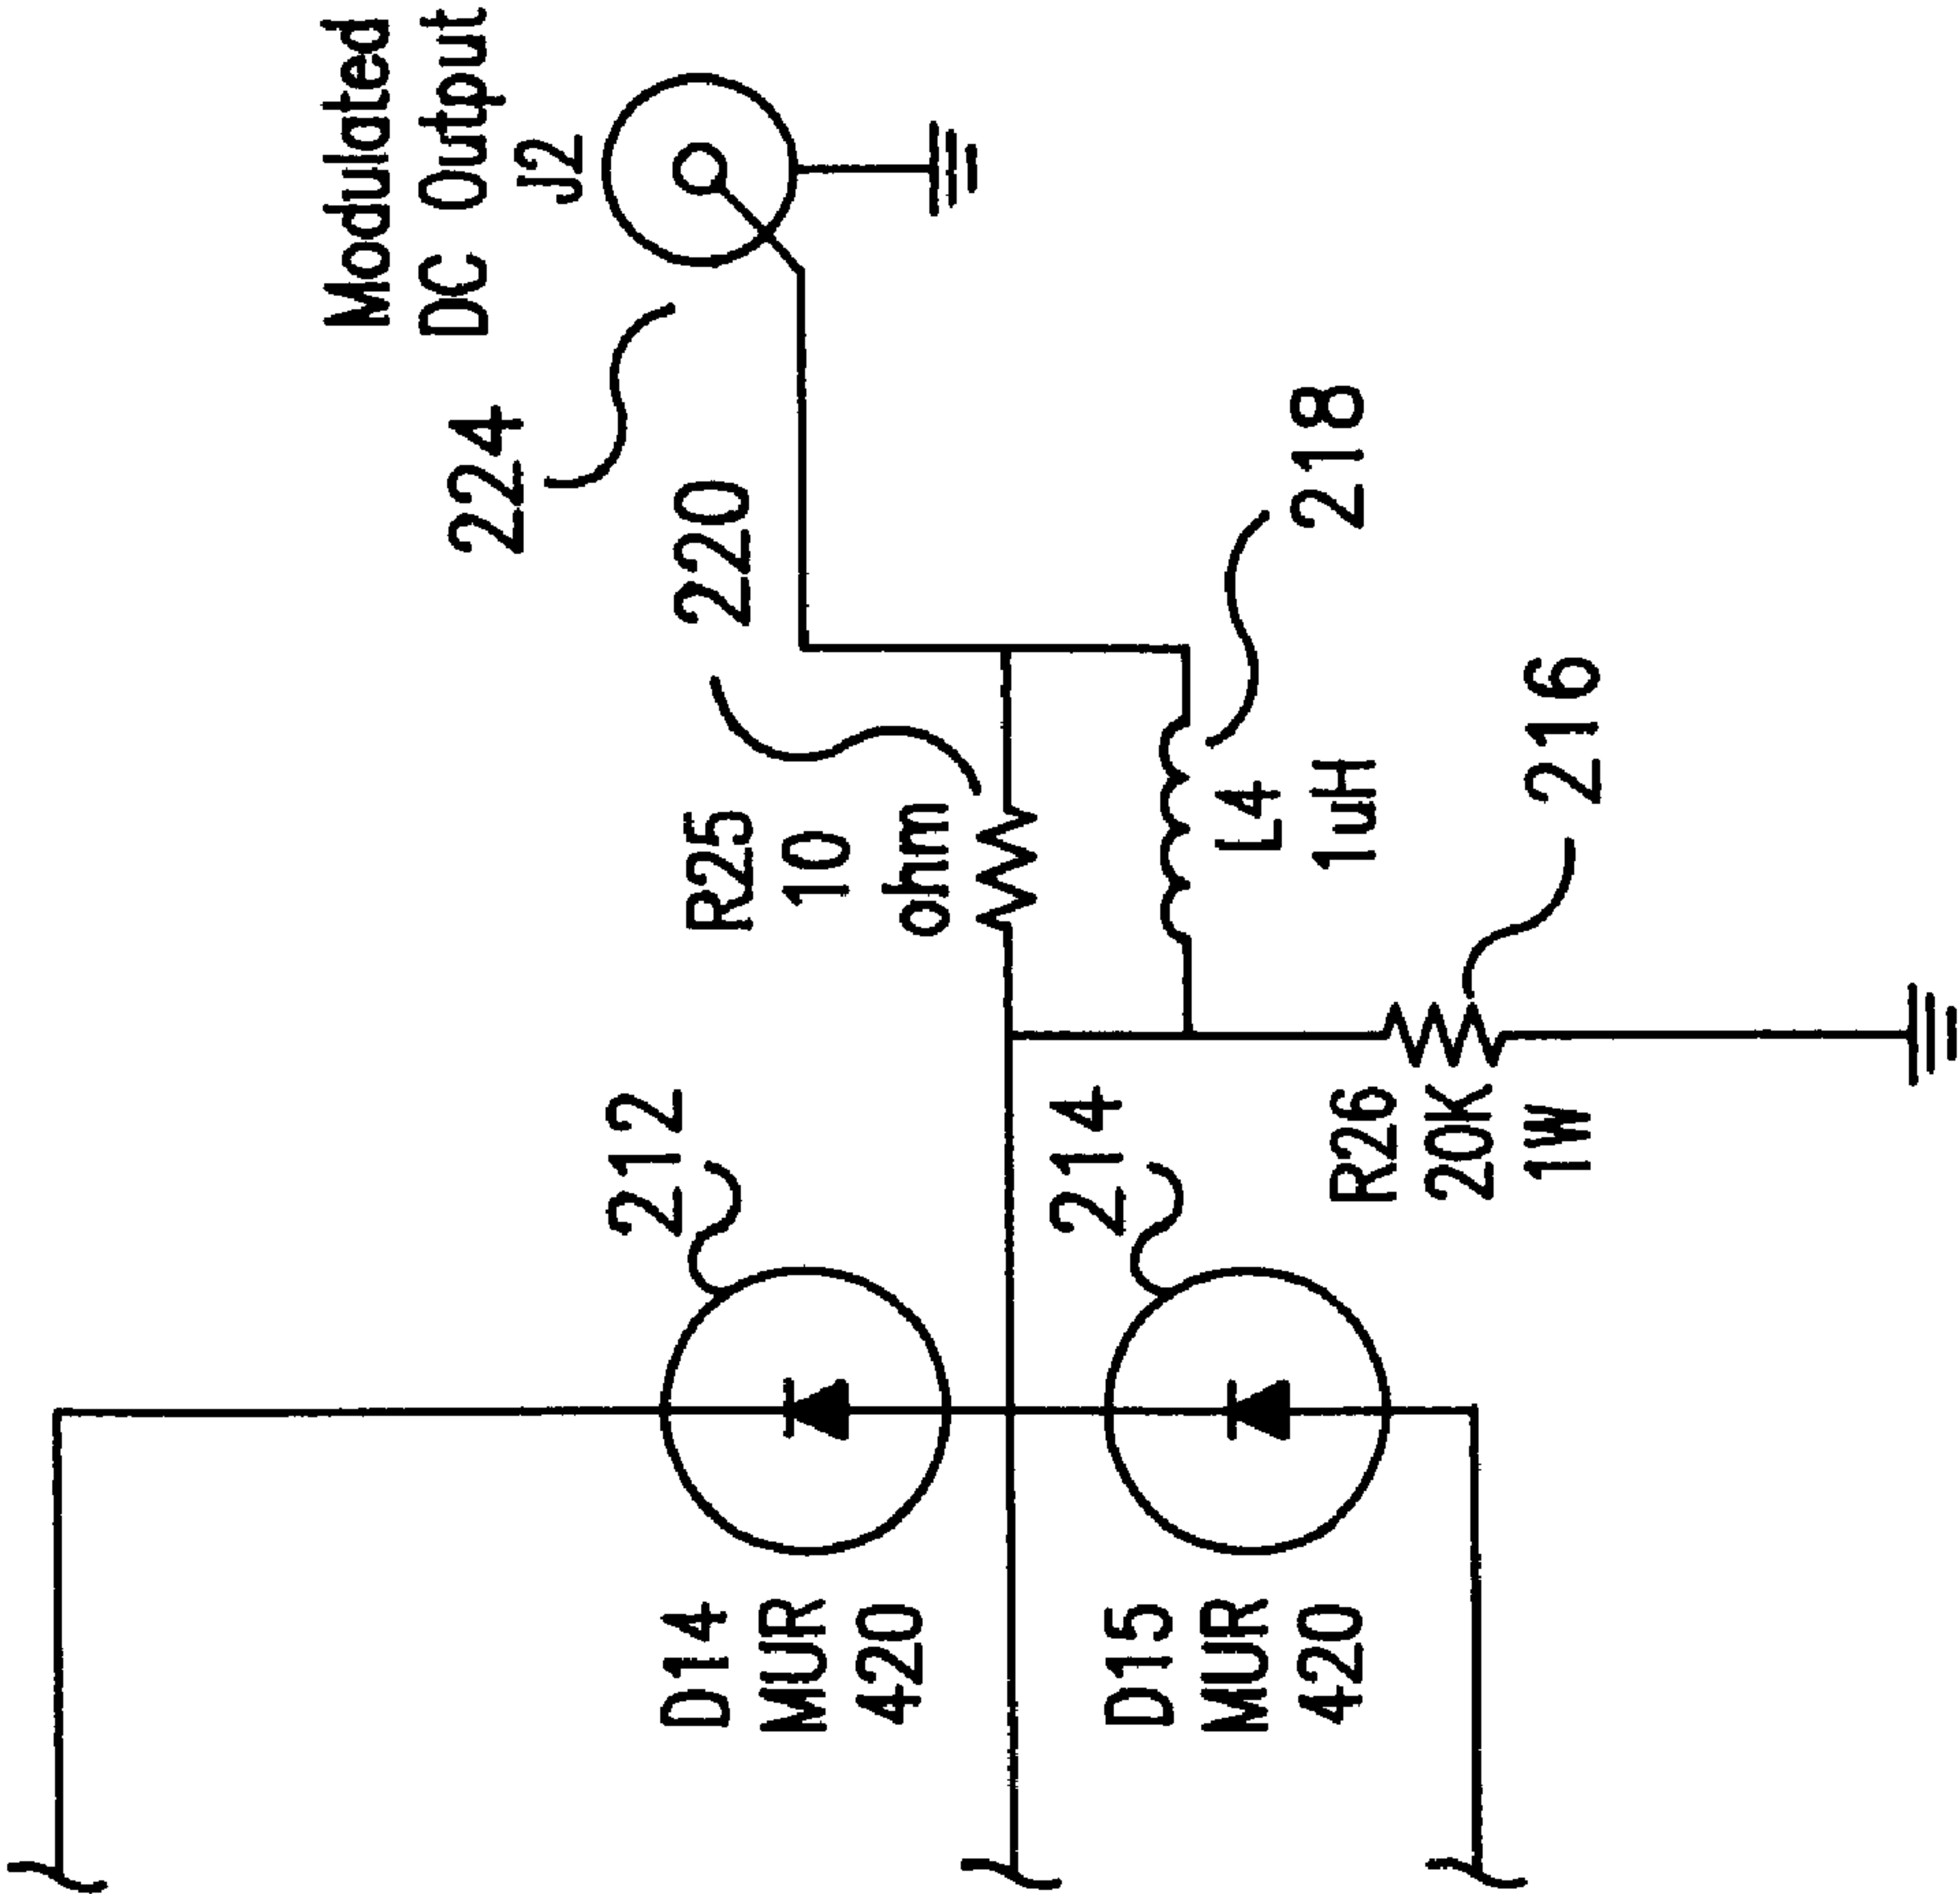 Modulated
DC Output
J2
224
220
R25
10
ohm
218
L4
1uH
216
212
214
R26
20K
1W
D14
MUR
420
D15
MUR
420